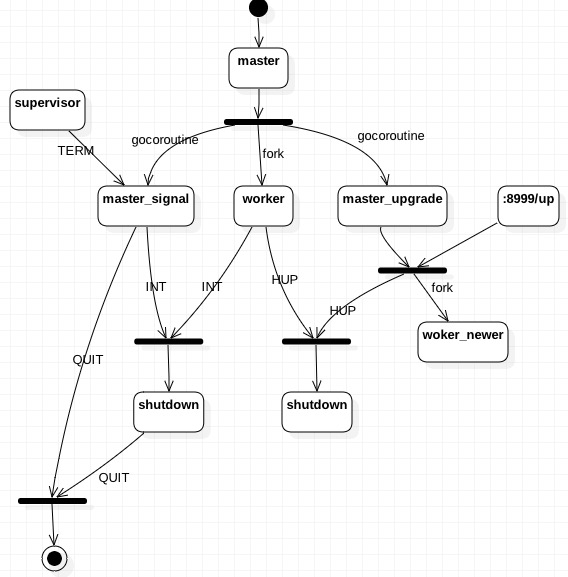 master
supervisor
TERM
gocoroutine
fork
gocoroutine
master_signal
worker
master_upgrade
:8999/up
INT
INT
HUP
HUP
fork
woker_newer
QUIT
shutdown
shutdown
QUIT